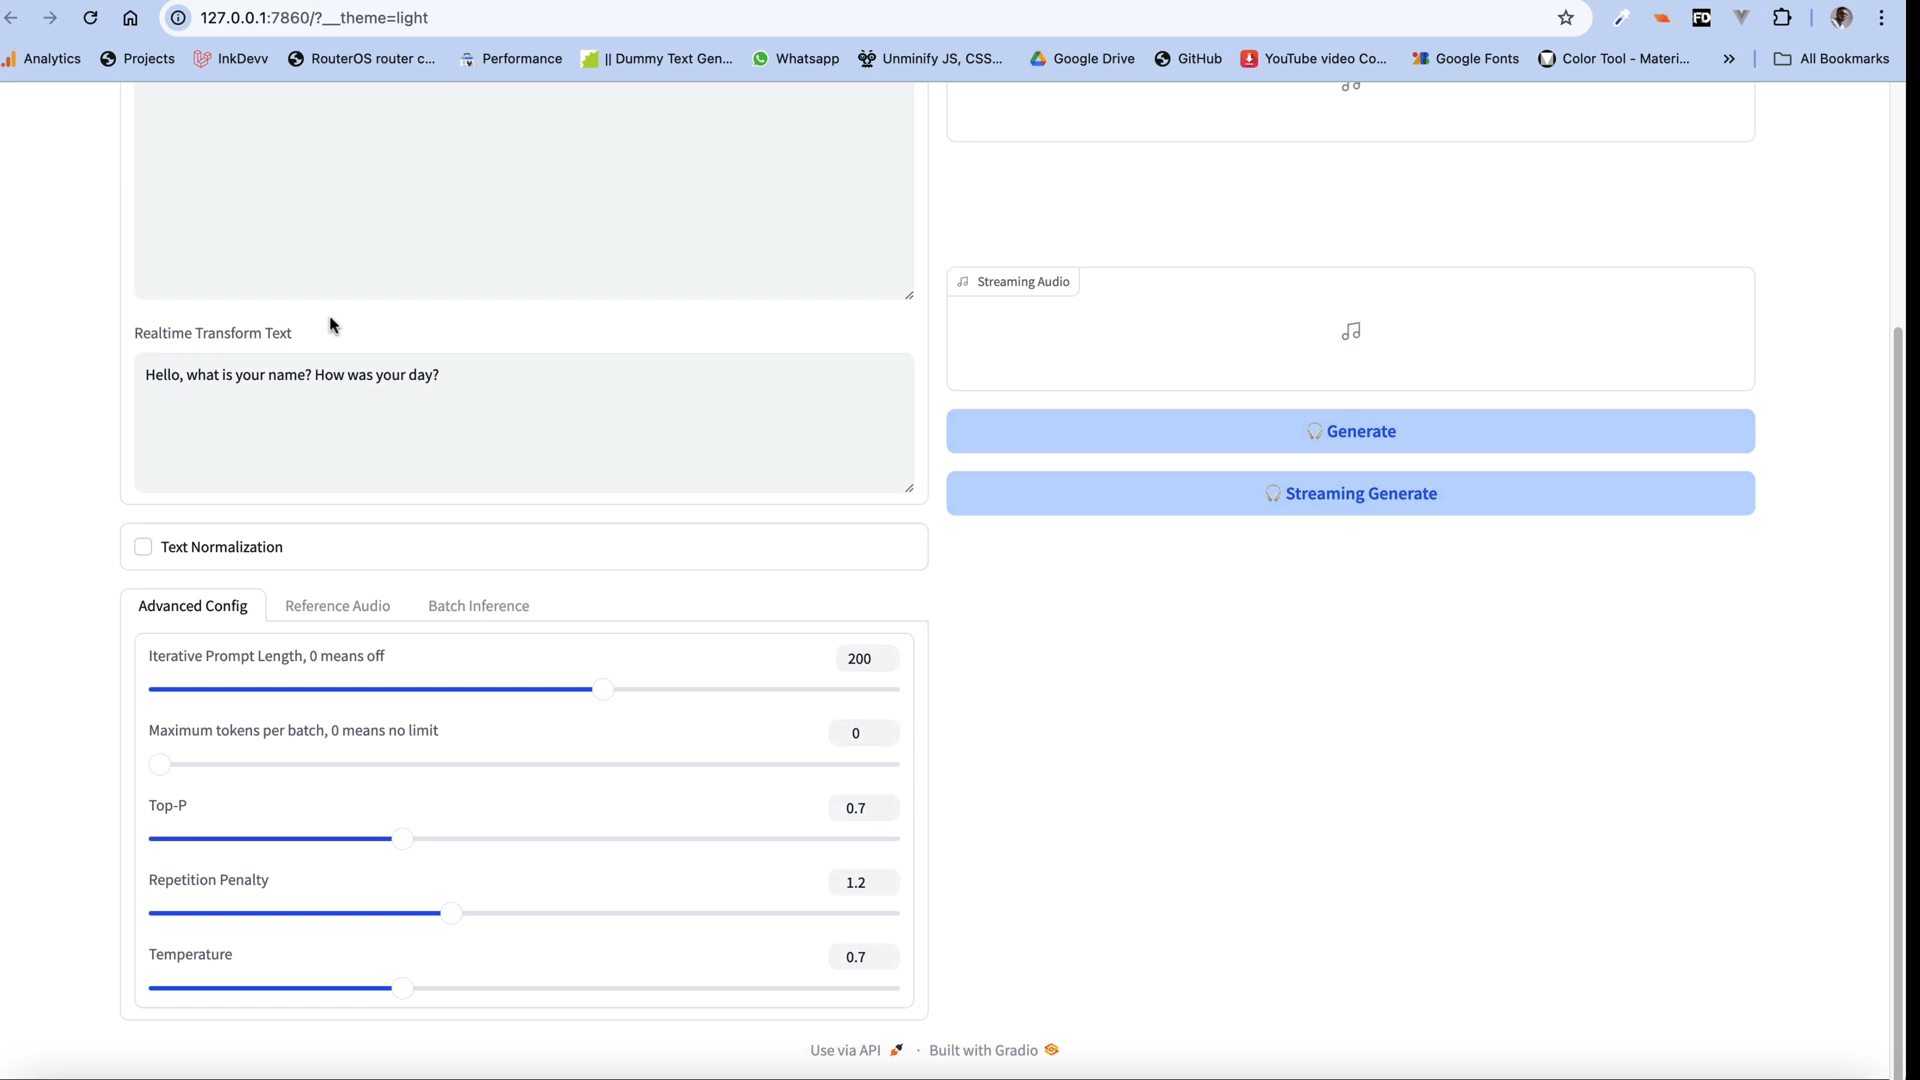 127.0.0.1:7860/?__theme=light
Analytics
Projects
InkDevv
RouterOS router c...
Performance
|| Dummy Text Gen...
Whatsapp
Unminify JS, CSS...
Google Drive
GitHub
YouTube video Co...
Google Fonts
Color Tool - Materi...
»
All Bookmarks
FD
Streaming Audio
Realtime Transform Text
Hello, what is your name? How was your day?
Generate
Streaming Generate
Text Normalization
Advanced Config
Reference Audio
Batch Inference
Iterative Prompt Length, 0 means off
200
Maximum tokens per batch, 0 means no limit
0
Top-P
0.7
Repetition Penalty
1.2
Temperature
0.7
Use via API · Built with Gradio